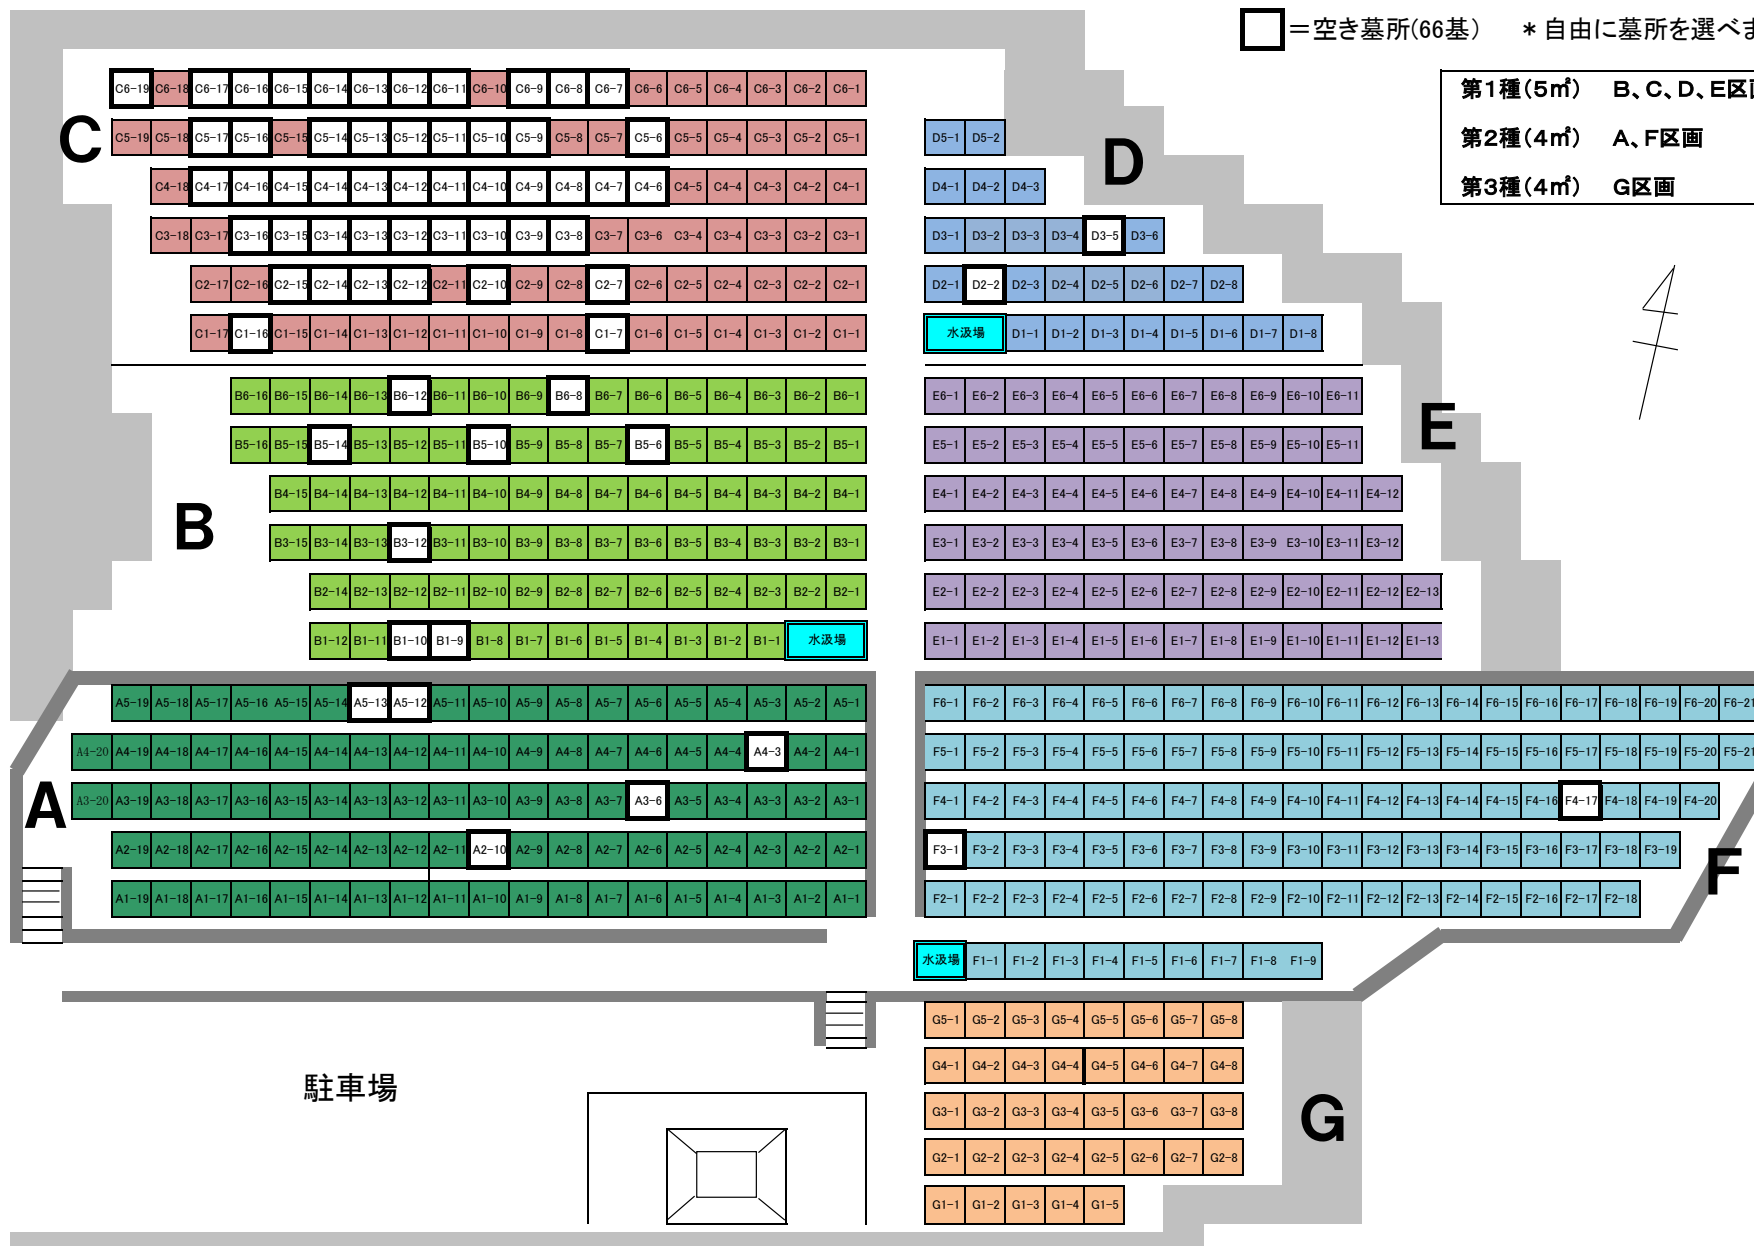 ＝空き墓所(66基)　＊自由に墓所を選べま
第1種(5㎡)　B、C、D、E区画
第2種(4㎡)　A、F区画
第3種(4㎡)　G区画
C
C6-19 C6-18 C6-17 C6-16 C6-15 C6-14 C6-13 C6-12 C6-11 C6-10 C6-9 C6-8 C6-7 C6-6 C6-5 C6-4 C6-3 C6-2 C6-1
C5-19 C5-18 C5-17 C5-16 C5-15 C5-14 C5-13 C5-12 C5-11 C5-10 C5-9 C5-8 C5-7 C5-6 C5-5 C5-4 C5-3 C5-2 C5-1
C4-18 C4-17 C4-16 C4-15 C4-14 C4-13 C4-12 C4-11 C4-10 C4-9 C4-8 C4-7 C4-6 C4-5 C4-4 C4-3 C4-2 C4-1
C3-18 C3-17 C3-16 C3-15 C3-14 C3-13 C3-12 C3-11 C3-10 C3-9 C3-8 C3-7 C3-6 C3-4 C3-4 C3-3 C3-2 C3-1
C2-17 C2-16 C2-15 C2-14 C2-13 C2-12 C2-11 C2-10 C2-9 C2-8 C2-7 C2-6 C2-5 C2-4 C2-3 C2-2 C2-1
C1-17 C1-16 C1-15 C1-14 C1-13 C1-12 C1-11 C1-10 C1-9 C1-8 C1-7 C1-6 C1-5 C1-4 C1-3 C1-2 C1-1
D
D5-1 D5-2
D4-1 D4-2 D4-3
D3-1 D3-2 D3-3 D3-4 D3-5 D3-6
D2-1 D2-2 D2-3 D2-4 D2-5 D2-6 D2-7 D2-8
水汲場 D1-1 D1-2 D1-3 D1-4 D1-5 D1-6 D1-7 D1-8
B
B6-16 B6-15 B6-14 B6-13 B6-12 B6-11 B6-10 B6-9 B6-8 B6-7 B6-6 B6-5 B6-4 B6-3 B6-2 B6-1
B5-16 B5-15 B5-14 B5-13 B5-12 B5-11 B5-10 B5-9 B5-8 B5-7 B5-6 B5-5 B5-4 B5-3 B5-2 B5-1
B4-15 B4-14 B4-13 B4-12 B4-11 B4-10 B4-9 B4-8 B4-7 B4-6 B4-5 B4-4 B4-3 B4-2 B4-1
B3-15 B3-14 B3-13 B3-12 B3-11 B3-10 B3-9 B3-8 B3-7 B3-6 B3-5 B3-4 B3-3 B3-2 B3-1
B2-14 B2-13 B2-12 B2-11 B2-10 B2-9 B2-8 B2-7 B2-6 B2-5 B2-4 B2-3 B2-2 B2-1
B1-12 B1-11 B1-10 B1-9 B1-8 B1-7 B1-6 B1-5 B1-4 B1-3 B1-2 B1-1 水汲場
E
E6-1 E6-2 E6-3 E6-4 E6-5 E6-6 E6-7 E6-8 E6-9 E6-10 E6-11
E5-1 E5-2 E5-3 E5-4 E5-5 E5-6 E5-7 E5-8 E5-9 E5-10 E5-11
E4-1 E4-2 E4-3 E4-4 E4-5 E4-6 E4-7 E4-8 E4-9 E4-10 E4-11 E4-12
E3-1 E3-2 E3-3 E3-4 E3-5 E3-6 E3-7 E3-8 E3-9 E3-10 E3-11 E3-12
E2-1 E2-2 E2-3 E2-4 E2-5 E2-6 E2-7 E2-8 E2-9 E2-10 E2-11 E2-12 E2-13
E1-1 E1-2 E1-3 E1-4 E1-5 E1-6 E1-7 E1-8 E1-9 E1-10 E1-11 E1-12 E1-13
A
A5-19 A5-18 A5-17 A5-16 A5-15 A5-14 A5-13 A5-12 A5-11 A5-10 A5-9 A5-8 A5-7 A5-6 A5-5 A5-4 A5-3 A5-2 A5-1
A4-20 A4-19 A4-18 A4-17 A4-16 A4-15 A4-14 A4-13 A4-12 A4-11 A4-10 A4-9 A4-8 A4-7 A4-6 A4-5 A4-4 A4-3 A4-2 A4-1
A3-20 A3-19 A3-18 A3-17 A3-16 A3-15 A3-14 A3-13 A3-12 A3-11 A3-10 A3-9 A3-8 A3-7 A3-6 A3-5 A3-4 A3-3 A3-2 A3-1
A2-19 A2-18 A2-17 A2-16 A2-15 A2-14 A2-13 A2-12 A2-11 A2-10 A2-9 A2-8 A2-7 A2-6 A2-5 A2-4 A2-3 A2-2 A2-1
A1-19 A1-18 A1-17 A1-16 A1-15 A1-14 A1-13 A1-12 A1-11 A1-10 A1-9 A1-8 A1-7 A1-6 A1-5 A1-4 A1-3 A1-2 A1-1
F
F6-1 F6-2 F6-3 F6-4 F6-5 F6-6 F6-7 F6-8 F6-9 F6-10 F6-11 F6-12 F6-13 F6-14 F6-15 F6-16 F6-17 F6-18 F6-19 F6-20 F6-21
F5-1 F5-2 F5-3 F5-4 F5-5 F5-6 F5-7 F5-8 F5-9 F5-10 F5-11 F5-12 F5-13 F5-14 F5-15 F5-16 F5-17 F5-18 F5-19 F5-20 F5-21
F4-1 F4-2 F4-3 F4-4 F4-5 F4-6 F4-7 F4-8 F4-9 F4-10 F4-11 F4-12 F4-13 F4-14 F4-15 F4-16 F4-17 F4-18 F4-19 F4-20
F3-1 F3-2 F3-3 F3-4 F3-5 F3-6 F3-7 F3-8 F3-9 F3-10 F3-11 F3-12 F3-13 F3-14 F3-15 F3-16 F3-17 F3-18 F3-19
F2-1 F2-2 F2-3 F2-4 F2-5 F2-6 F2-7 F2-8 F2-9 F2-10 F2-11 F2-12 F2-13 F2-14 F2-15 F2-16 F2-17 F2-18
水汲場 F1-1 F1-2 F1-3 F1-4 F1-5 F1-6 F1-7 F1-8 F1-9
駐車場
G
G5-1 G5-2 G5-3 G5-4 G5-5 G5-6 G5-7 G5-8
G4-1 G4-2 G4-3 G4-4 G4-5 G4-6 G4-7 G4-8
G3-1 G3-2 G3-3 G3-4 G3-5 G3-6 G3-7 G3-8
G2-1 G2-2 G2-3 G2-4 G2-5 G2-6 G2-7 G2-8
G1-1 G1-2 G1-3 G1-4 G1-5